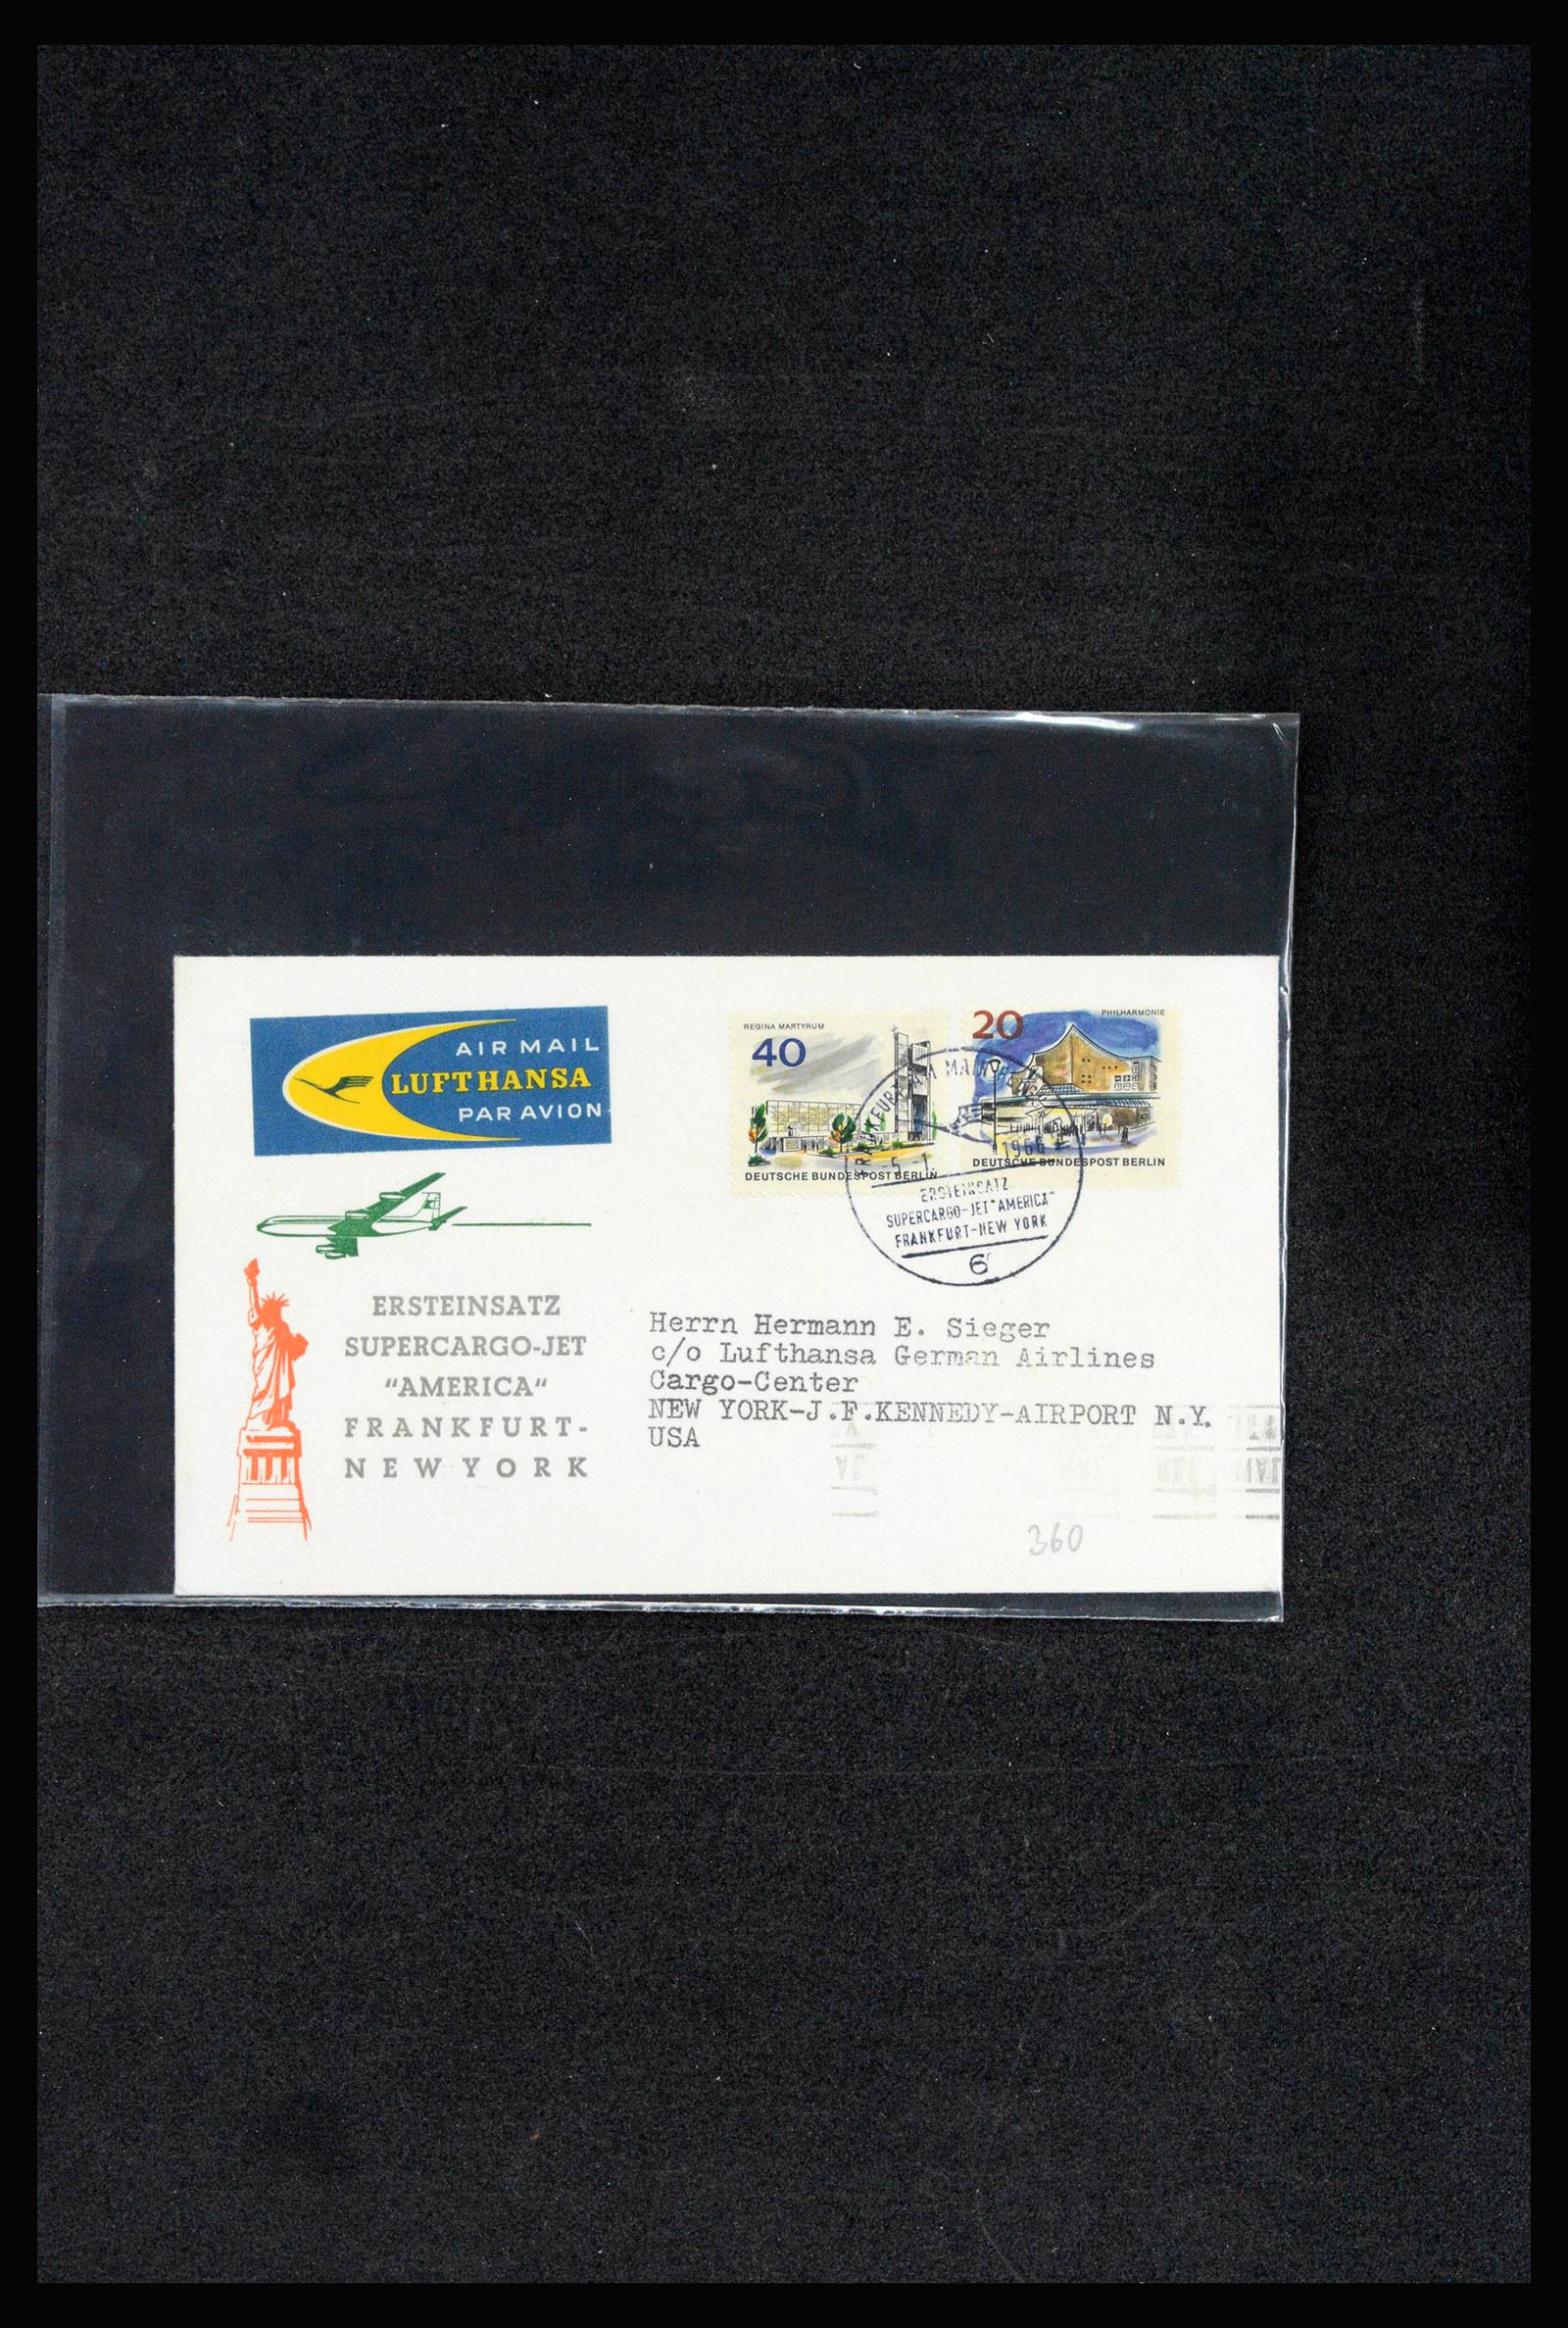 AIR MAIL
LUFTHANSA
PAR AVION
ERSTEINSATZ
SUPERCARGO-JET
"AMERICA"
FRANKFURT-
NEW YORK
REGINA MARTYRUM
40
DEUTSCHE BUNDESPOST BERLIN
20
PHILHARMONIE
DEUTSCHE BUNDESPOST BERLIN
1966
ERSTEINSATZ
SUPERCARGO-JET "AMERICA"
FRANKFURT-NEW YORK
6
Herrn Hermann E. Sieger
c/o Lufthansa German Airlines
Cargo-Center
NEW YORK-J.F.KENNEDY-AIRPORT N.Y.
USA
360